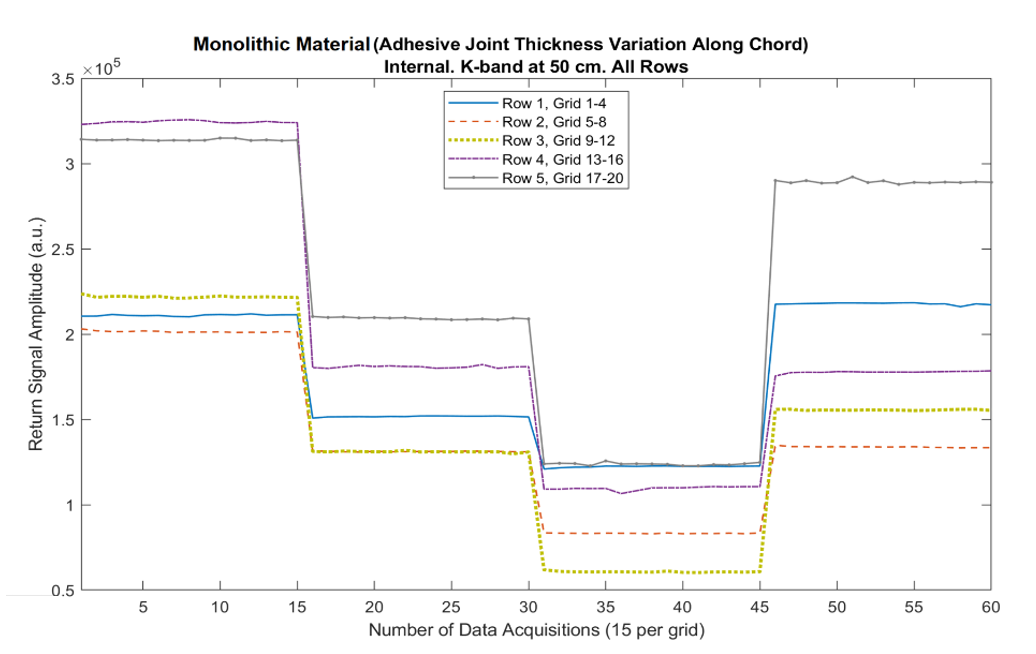 Monolithic Material (Adhesive Joint Thickness Variation Along Chord)
Internal. K-band at 50 cm. All Rows
×10⁵
3.5
3
2.5
2
1.5
1
0.5
Return Signal Amplitude (a.u.)
Row 1, Grid 1-4
Row 2, Grid 5-8
Row 3, Grid 9-12
Row 4, Grid 13-16
Row 5, Grid 17-20
5 10 15 20 25 30 35 40 45 50 55 60
Number of Data Acquisitions (15 per grid)